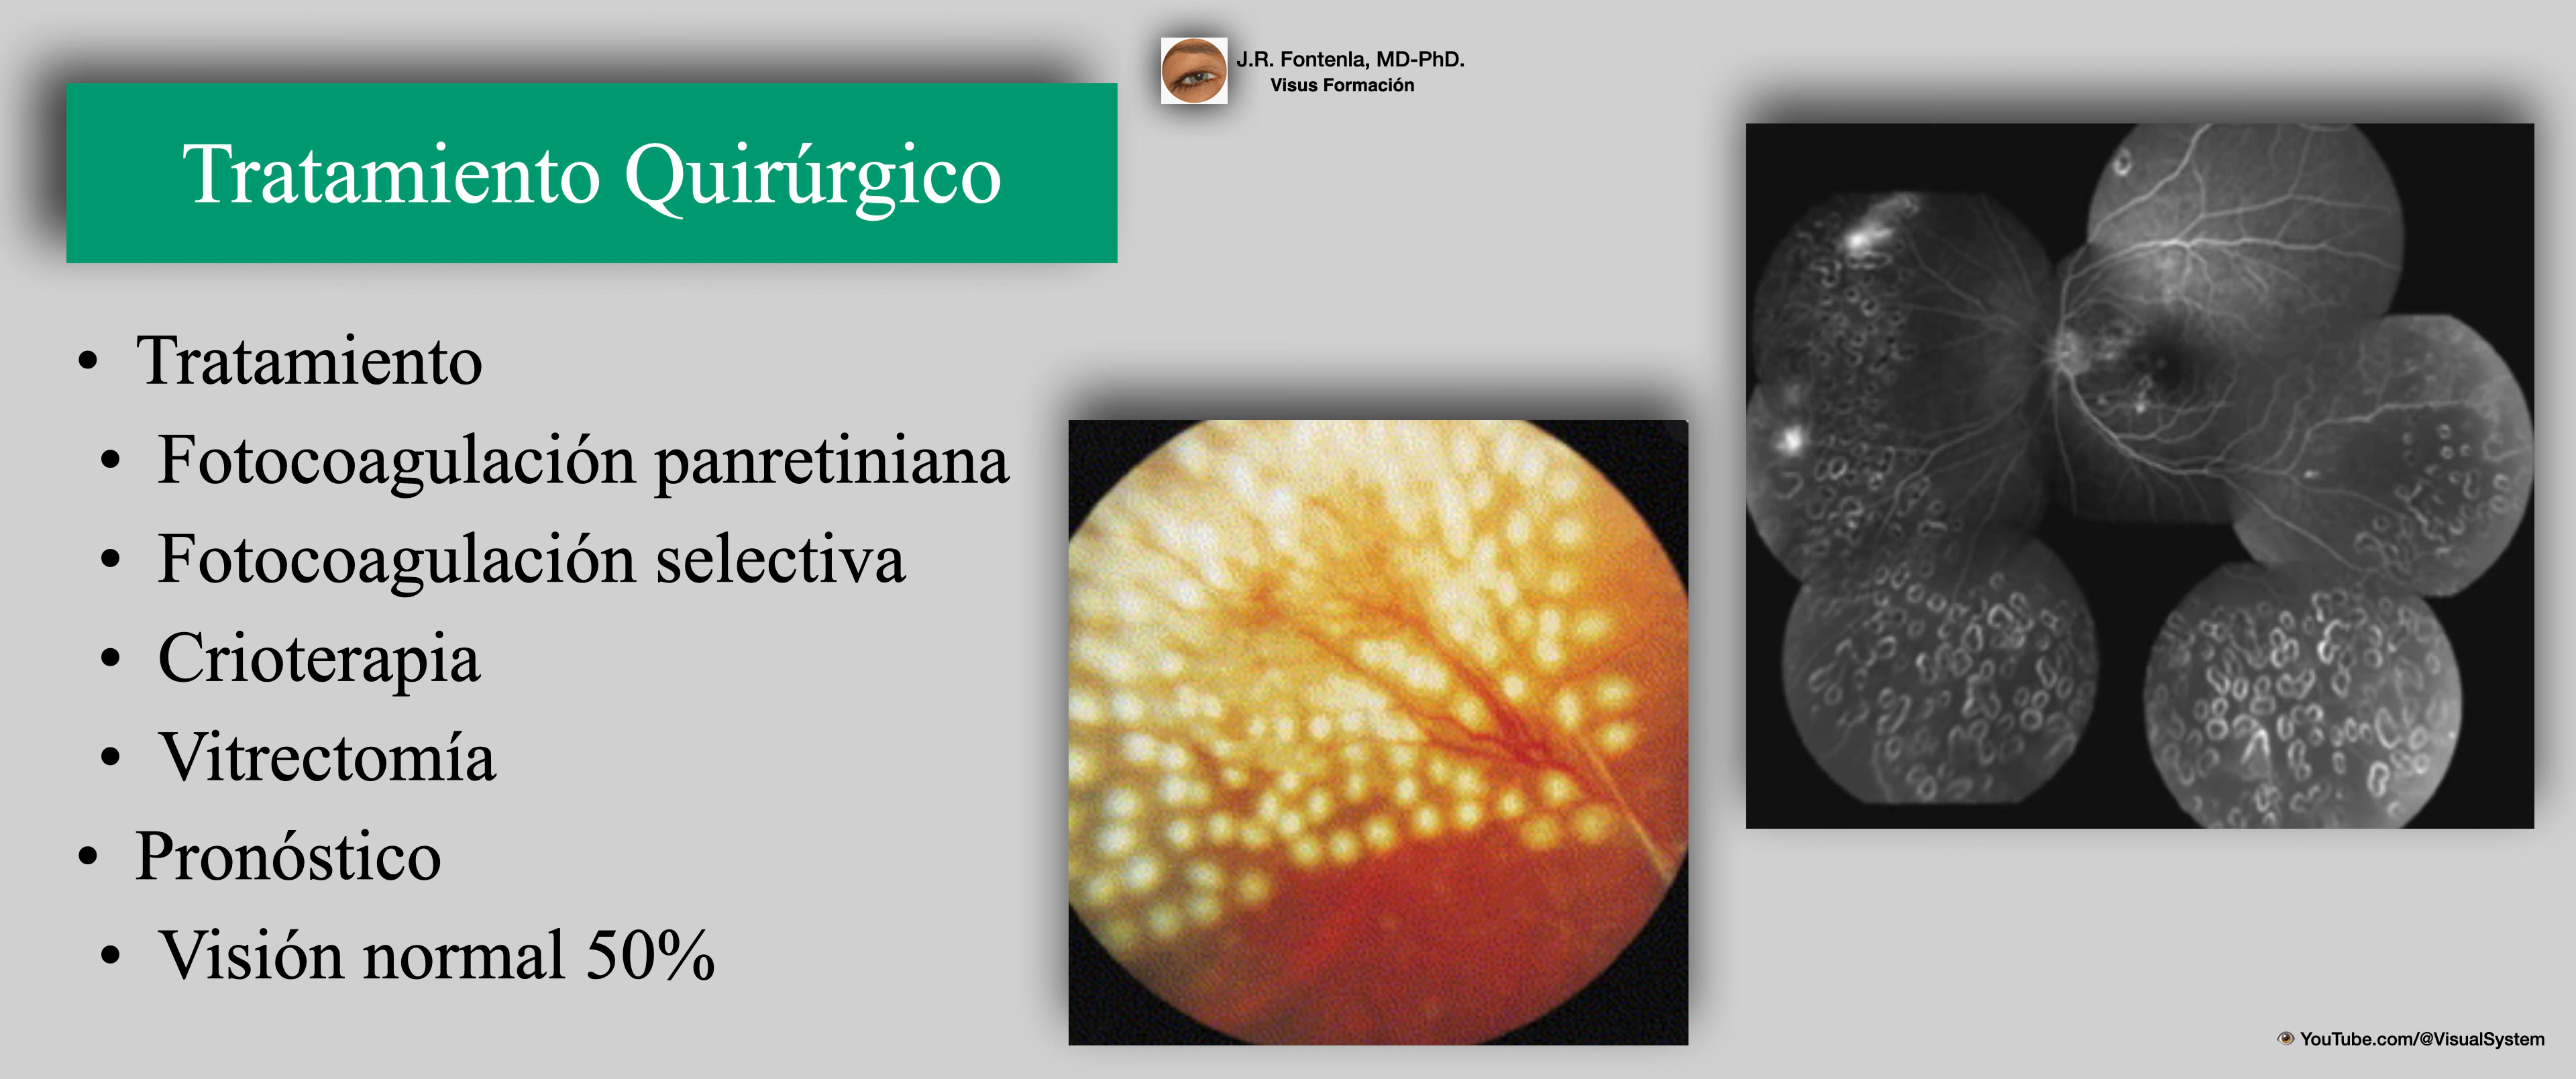 J.R. Fontenla, MD-PhD.
Visus Formación
Tratamiento Quirúrgico
• Tratamiento
• Fotocoagulación panretiniana
• Fotocoagulación selectiva
• Crioterapia
• Vitrectomía
• Pronóstico
• Visión normal 50%
YouTube.com/@VisualSystem